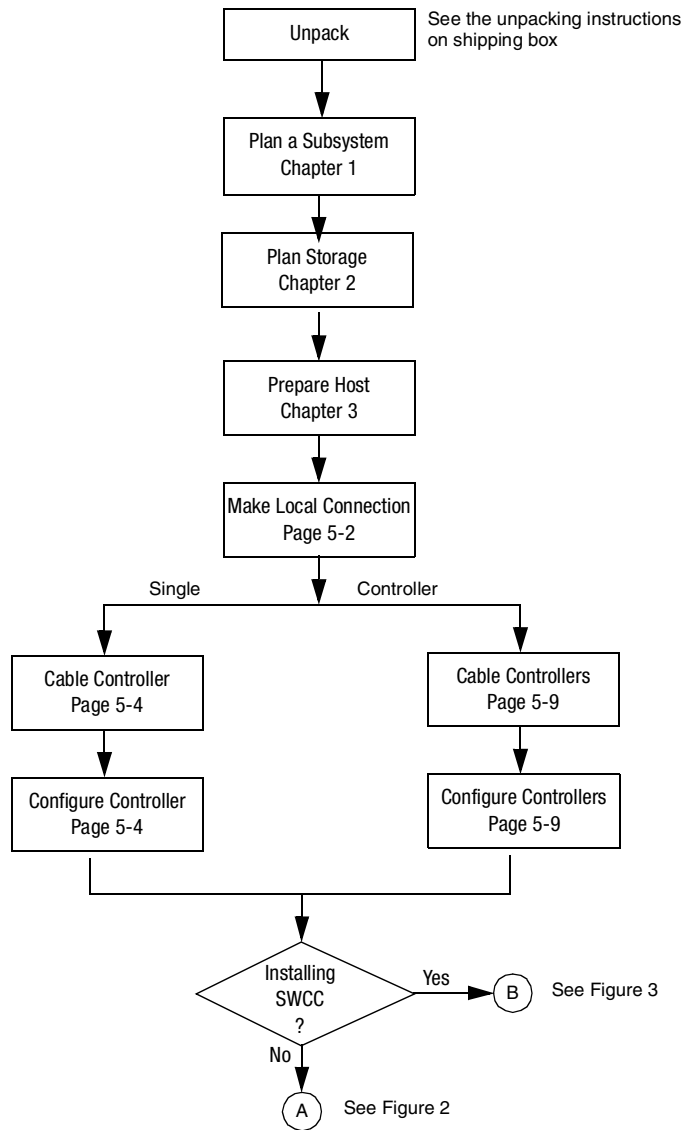 Unpack
See the unpacking instructions
on shipping box
Plan a Subsystem
Chapter 1
Plan Storage
Chapter 2
Prepare Host
Chapter 3
Make Local Connection
Page 5-2
Single
Controller
Cable Controller
Page 5-4
Cable Controllers
Page 5-9
Configure Controller
Page 5-4
Configure Controllers
Page 5-9
Installing
SWCC
?
Yes
B
See Figure 3
No
A
See Figure 2